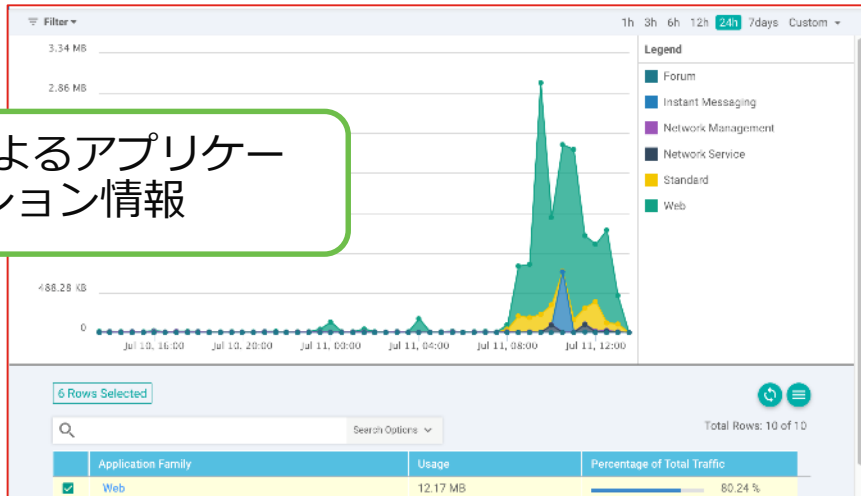 Filter
1h 3h 6h 12h 24h 7days Custom
3.34 MB
2.86 MB
488.28 KB
0
Jul 10, 16:00 Jul 10, 20:00 Jul 11, 00:00 Jul 11, 04:00 Jul 11, 08:00 Jul 11, 12:00
Legend
Forum
Instant Messaging
Network Management
Network Service
Standard
Web
よるアプリケー
ション情報
6 Rows Selected
Search Options
Total Rows: 10 of 10
Application Family Usage Percentage of Total Traffic
Web 12.17 MB 80.24 %